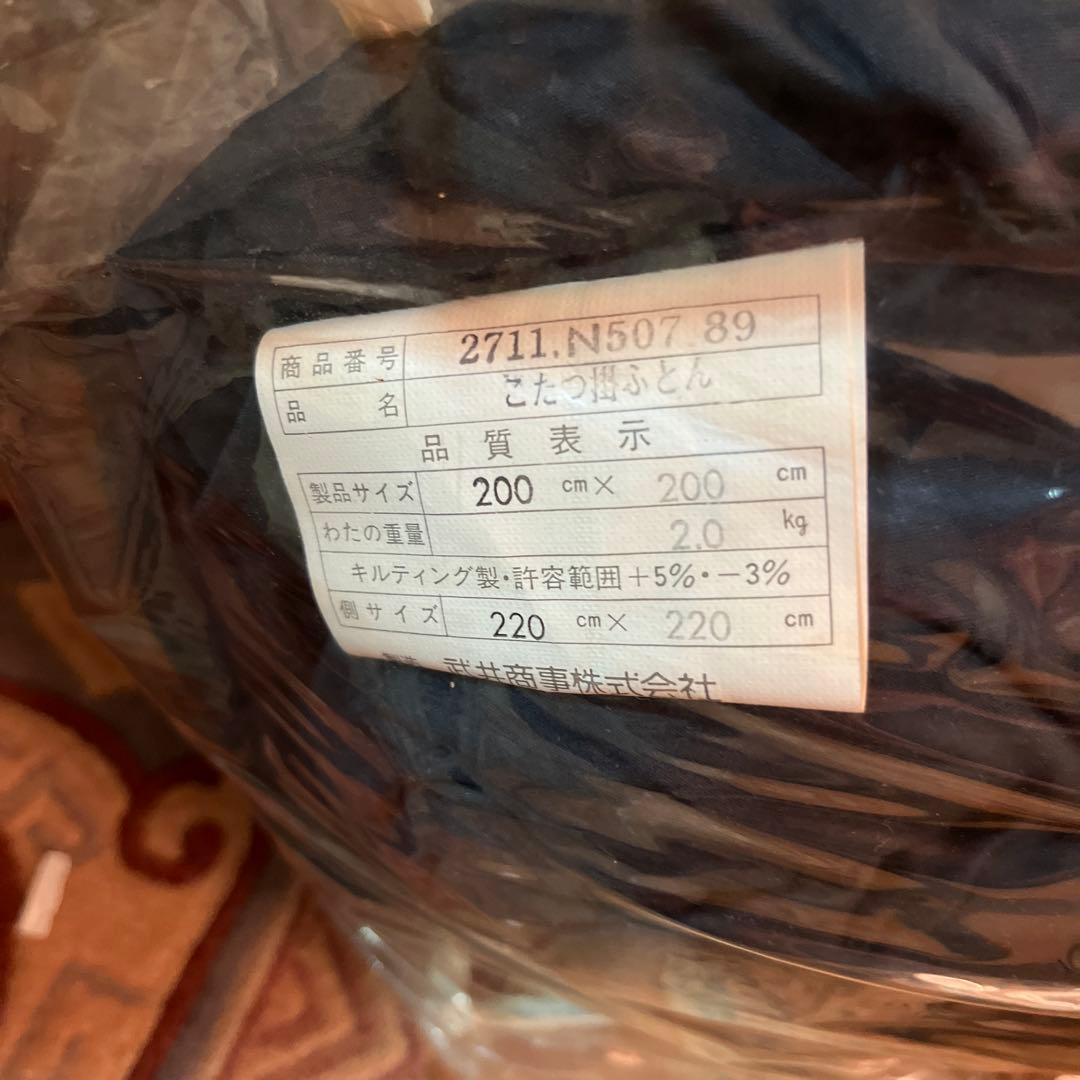 商品番号 2711.N507.89
品名 こたつ掛ふとん
品質表示
製品サイズ 200 cm× 200 cm
わたの重量 2.0 kg
キルティング製・許容範囲+5%・-3%
側サイズ 220 cm× 220 cm
武井商事株式会社